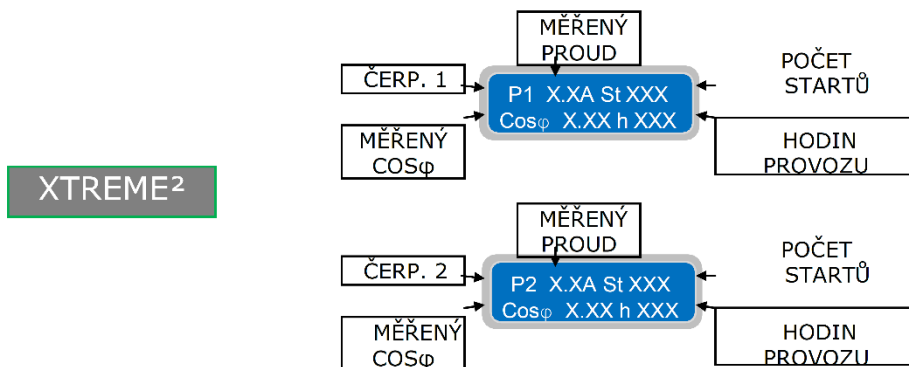 MĚŘENÝ
PROUD
ČERP. 1
POČET
STARTŮ
P1 X.XA St XXX
Cosφ X.XX h XXX
MĚŘENÝ
COSφ
HODIN
PROVOZU
XTREME²
MĚŘENÝ
PROUD
ČERP. 2
POČET
STARTŮ
P2 X.XA St XXX
Cosφ X.XX h XXX
MĚŘENÝ
COSφ
HODIN
PROVOZU